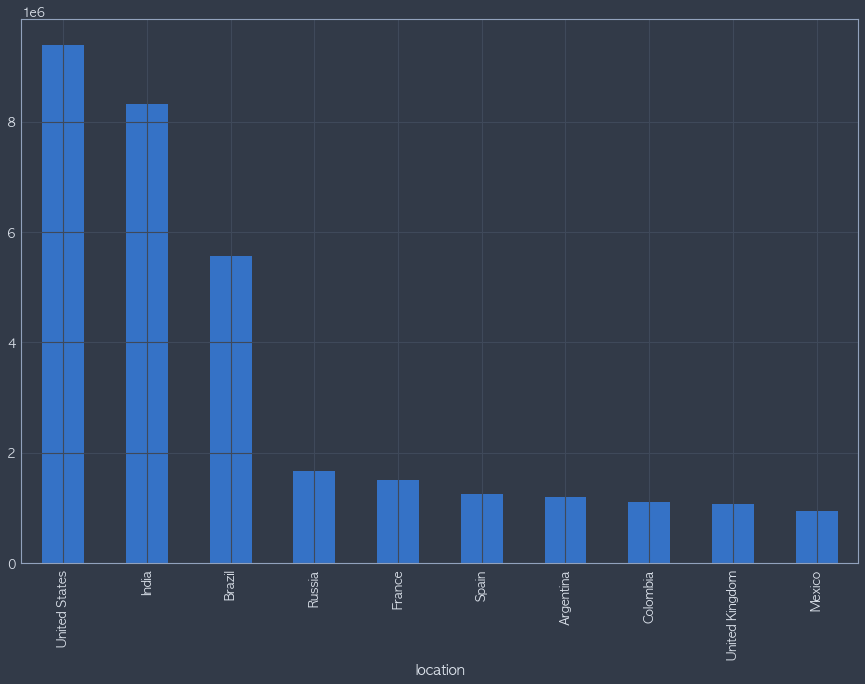 1e6
8
6
4
2
0
United States
India
Brazil
Russia
France
Spain
Argentina
Colombia
United Kingdom
Mexico
location